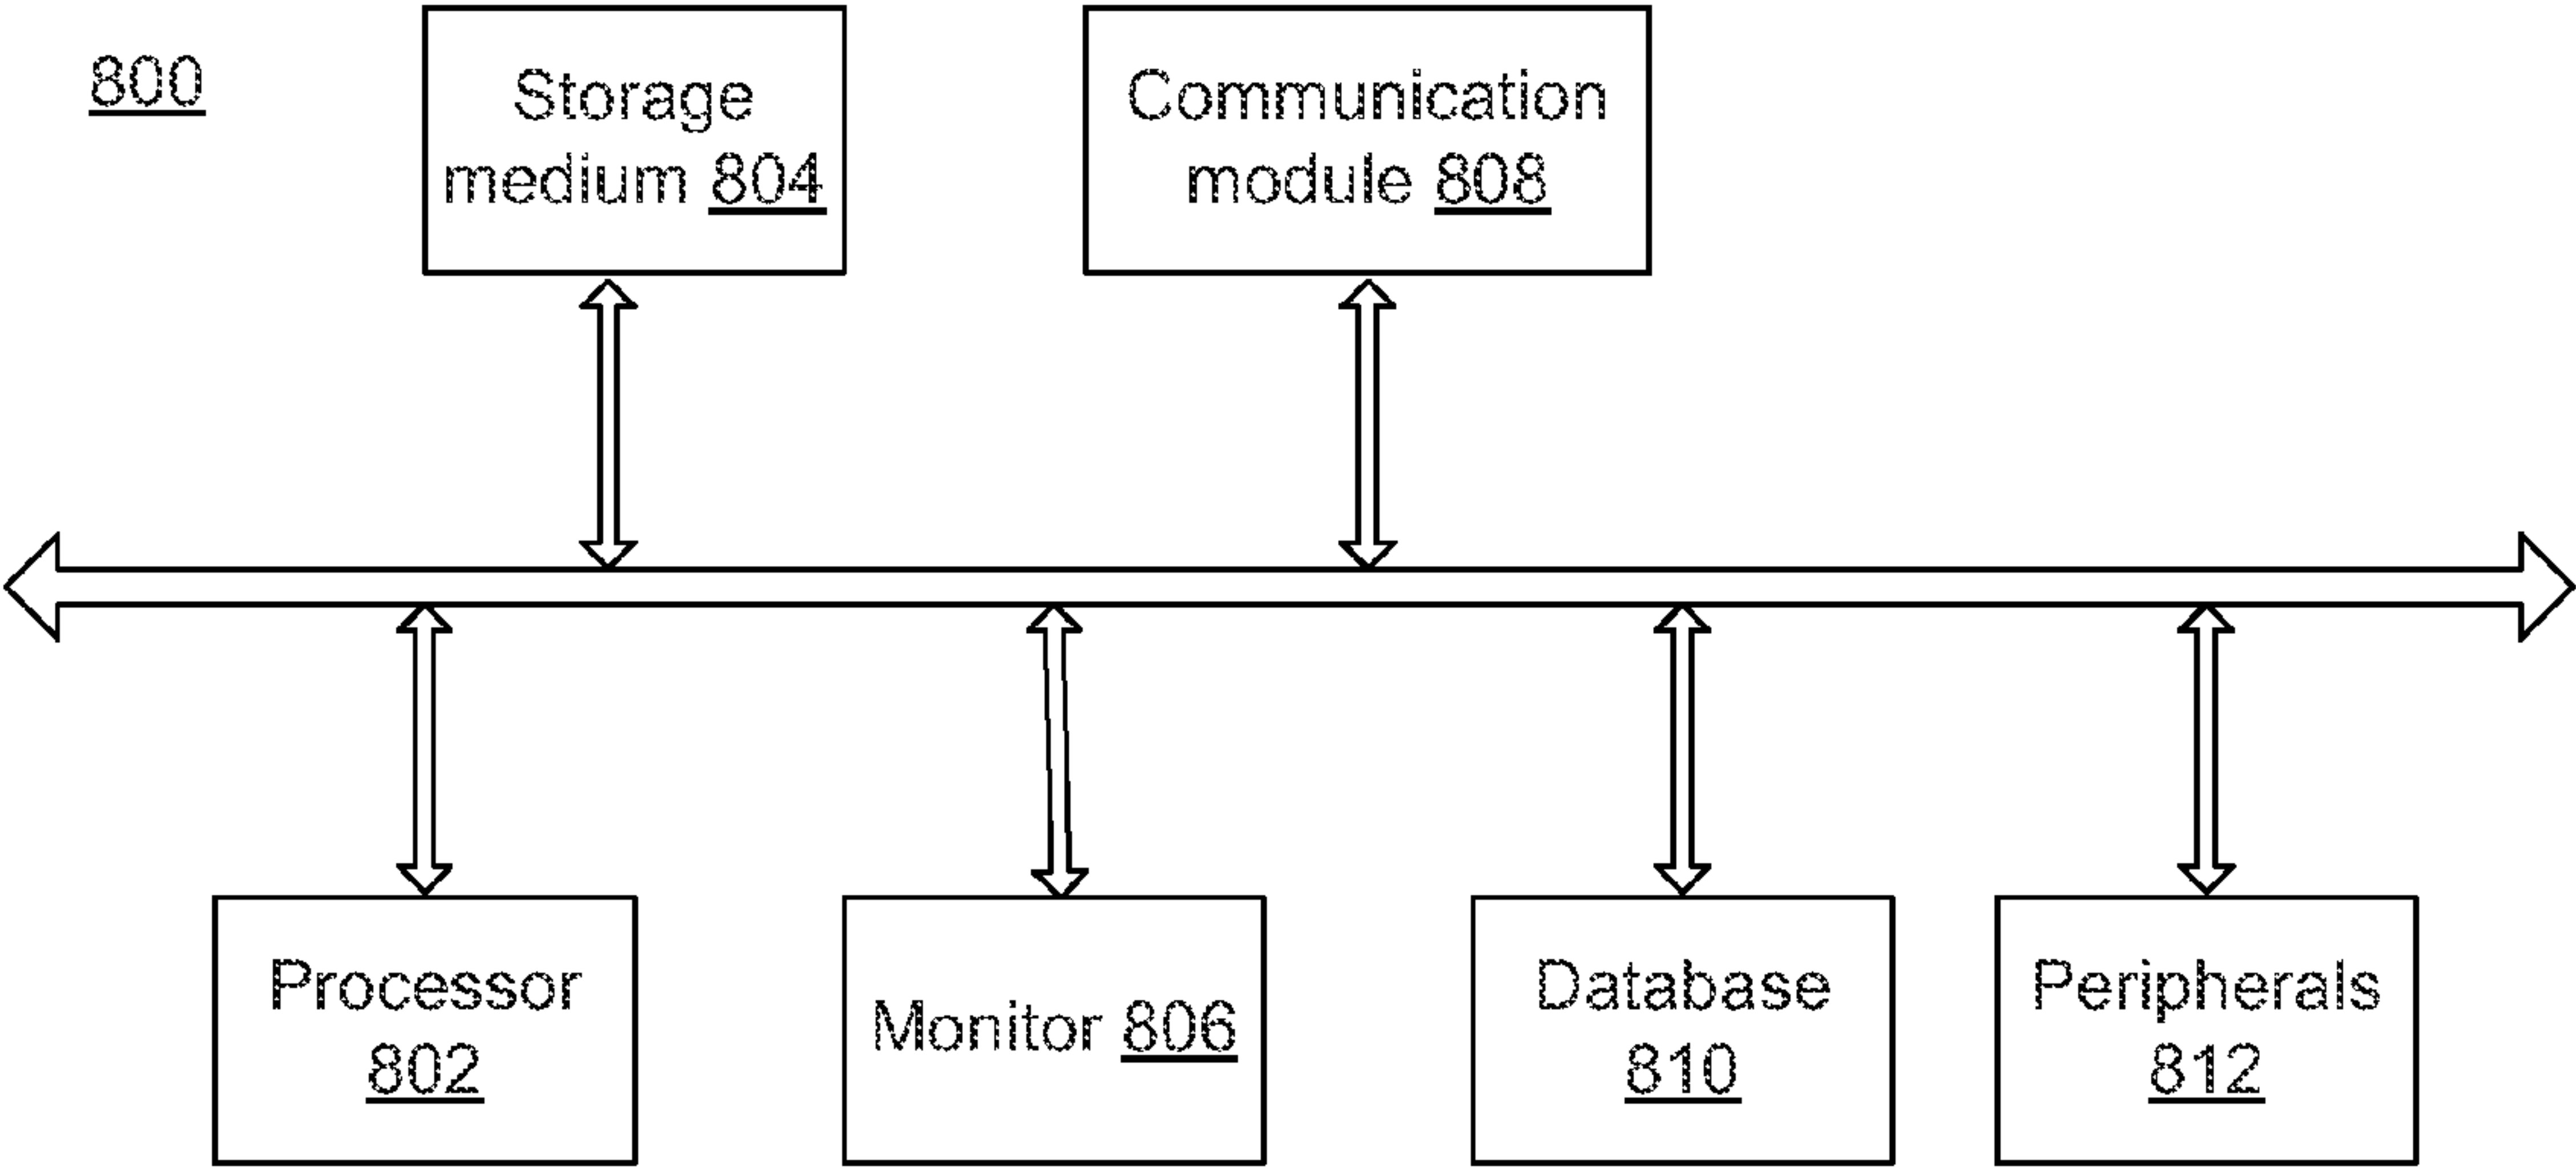 800
Storage
medium 804
Communication
module 808
Processor
802
Monitor 806
Database
810
Peripherals
812